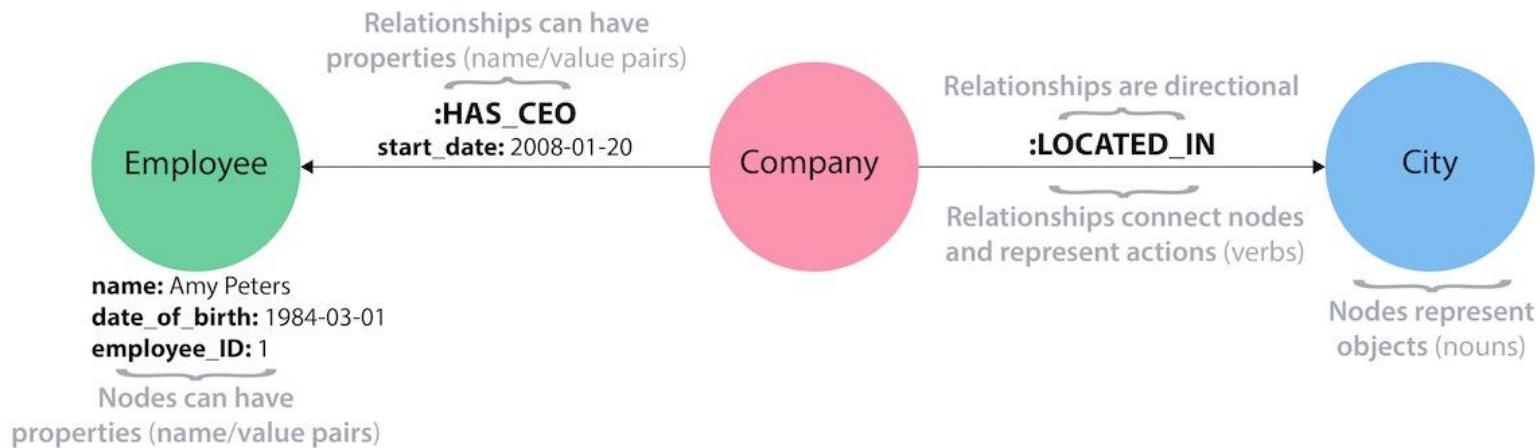 Relationships can have
properties (name/value pairs)
:HAS_CEO
start_date: 2008-01-20
Employee
name: Amy Peters
date_of_birth: 1984-03-01
employee_ID: 1
Nodes can have
properties (name/value pairs)
Company
Relationships are directional
:LOCATED_IN
Relationships connect nodes
and represent actions (verbs)
City
Nodes represent
objects (nouns)